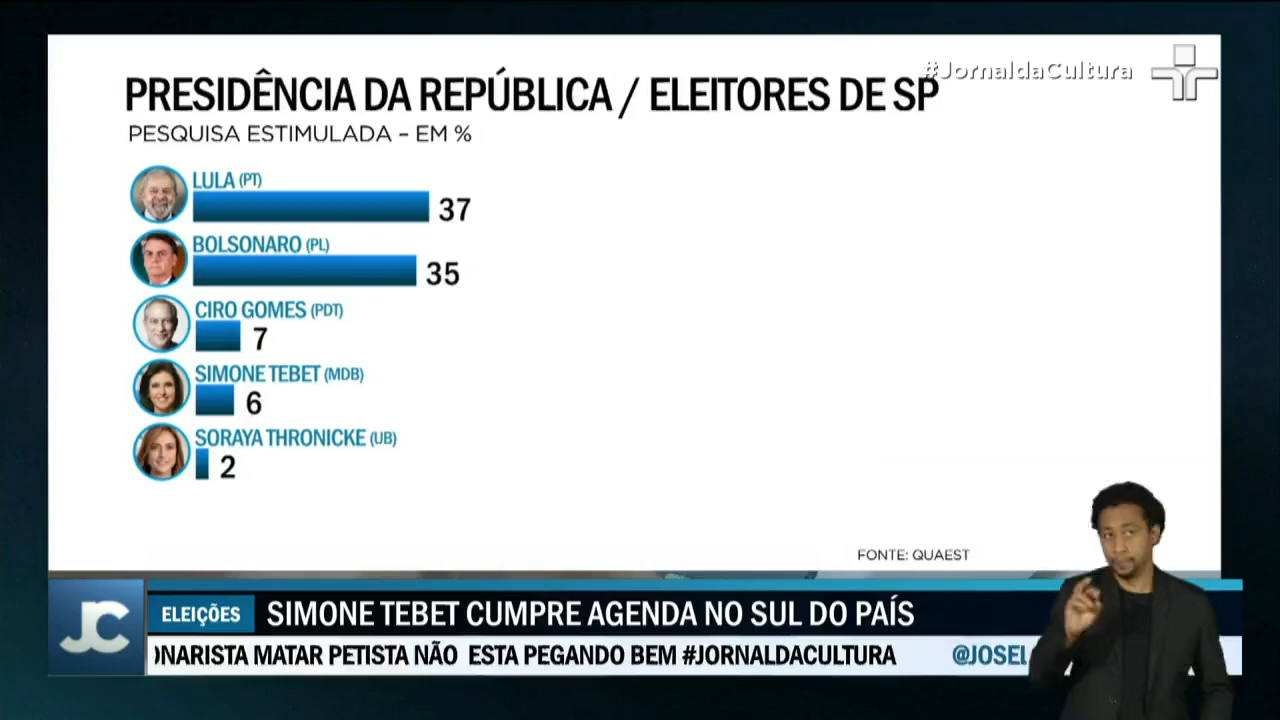 #JornaldaCultura
PRESIDÊNCIA DA REPÚBLICA / ELEITORES DE SP
PESQUISA ESTIMULADA – EM %
LULA (PT)
37
BOLSONARO (PL)
35
CIRO GOMES (PDT)
7
SIMONE TEBET (MDB)
6
SORAYA THRONICKE (UB)
2
FONTE: QUAEST
JC
ELEIÇÕES
SIMONE TEBET CUMPRE AGENDA NO SUL DO PAÍS
ONARISTA MATAR PETISTA NÃO ESTA PEGANDO BEM #JORNALDACULTURA @JOSEL